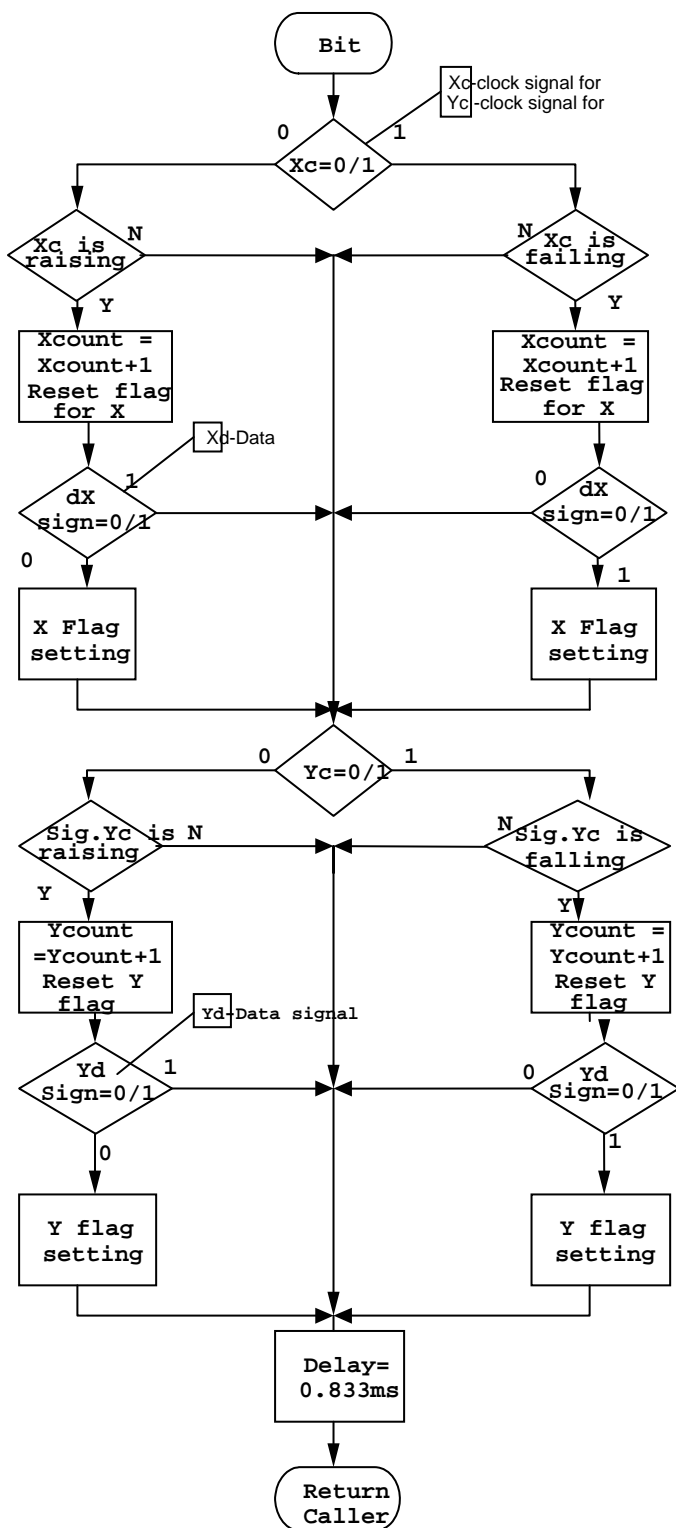 Bit
Xc-clock signal for
Yc-clock signal for
0
1
Xc=0/1
Xc is
raising
N
N
Xc is
failing
Y
Y
Xcount =
Xcount+1
Reset flag
for X
Xcount =
Xcount+1
Reset flag
for X
Xd-Data
1
dX
sign=0/1
0
0
dX
sign=0/1
1
X Flag
setting
X Flag
setting
0
1
Yc=0/1
Sig.Yc is N
raising
N
Sig.Yc is
falling
Y
Y
Ycount
=Ycount+1
Reset Y
flag
Ycount =
Ycount+1
Reset Y
flag
Yd-Data signal
Yd
Sign=0/1
1
0
0
Yd
Sign=0/1
1
Y flag
setting
Y flag
setting
Delay=
0.833ms
Return
Caller